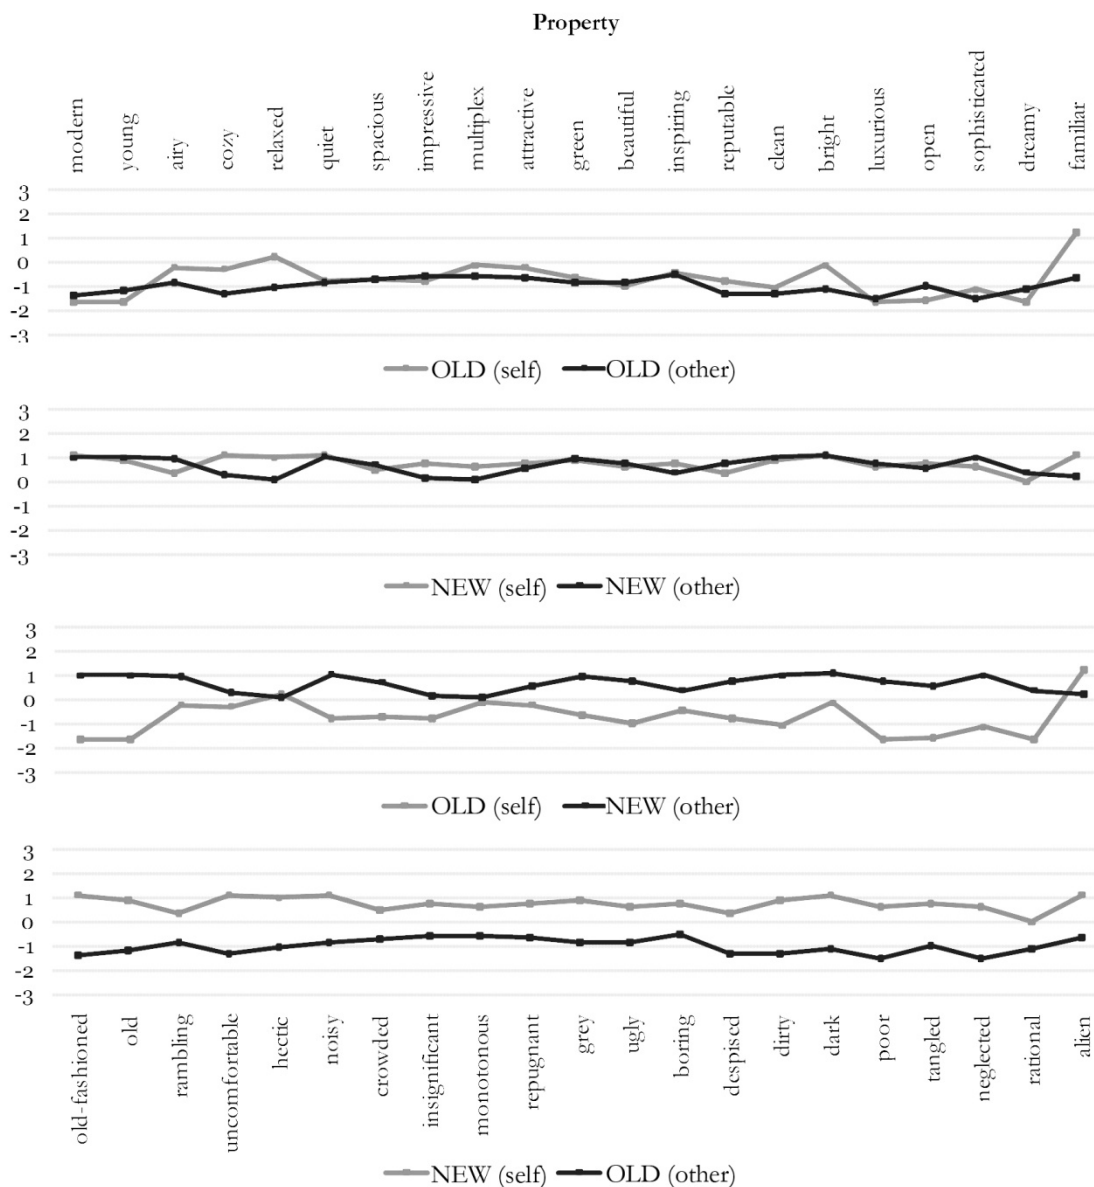 Property
modern
young
airy
cozy
relaxed
quiet
spacious
impressive
multiplex
attractive
green
beautiful
inspiring
reputable
clean
bright
luxurious
open
sophisticated
dreamy
familiar
3
2
1
0
-1
-2
-3
OLD (self) OLD (other)
3
2
1
0
-1
-2
-3
NEW (self) NEW (other)
3
2
1
0
-1
-2
-3
OLD (self) NEW (other)
3
2
1
0
-1
-2
-3
old-fashioned
old
rambling
uncomfortable
hectic
noisy
crowded
insignificant
monotonous
repugnant
grey
ugly
boring
despised
dirty
dark
poor
tangled
neglected
rational
alien
NEW (self) OLD (other)